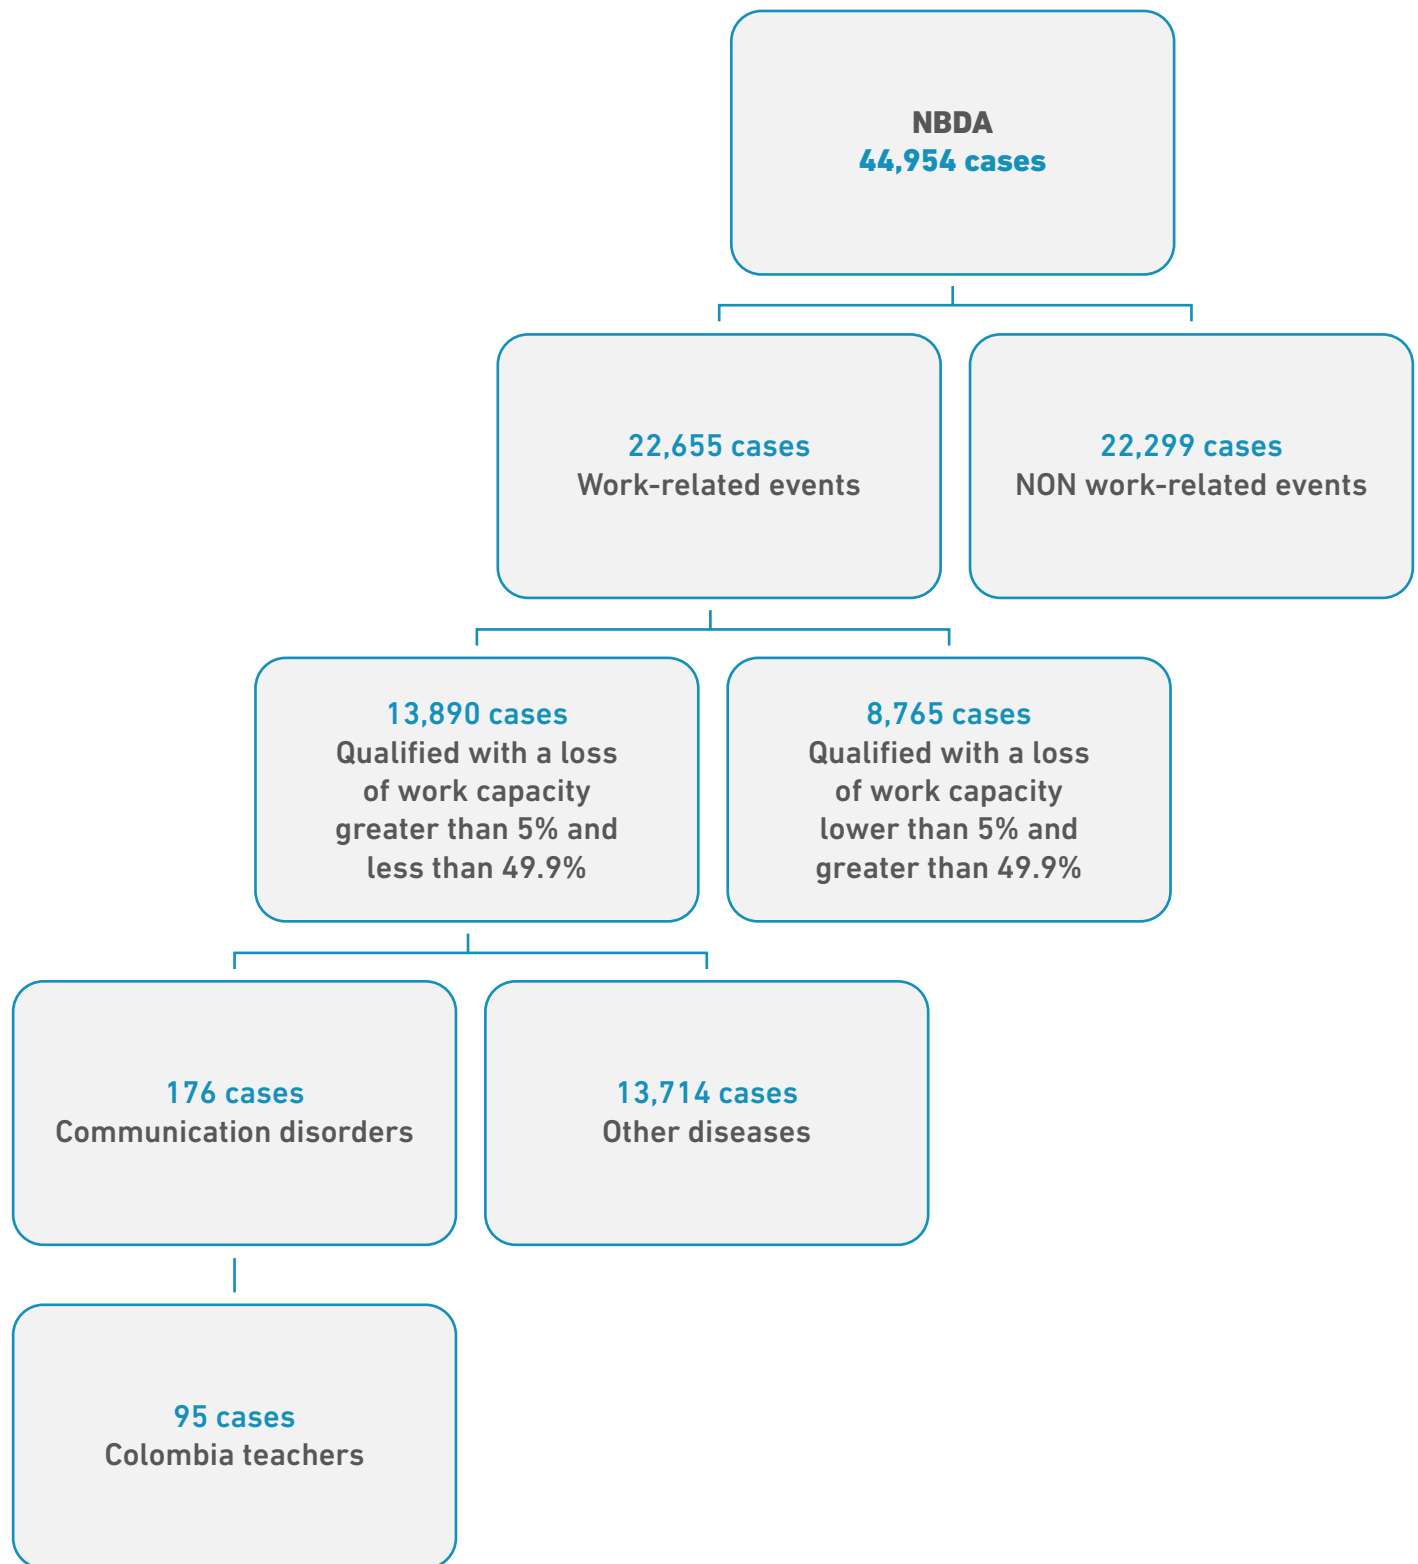 NBDA
44,954 cases
22,655 cases
Work-related events
22,299 cases
NON work-related events
13,890 cases
Qualified with a loss
of work capacity
greater than 5% and
less than 49.9%
8,765 cases
Qualified with a loss
of work capacity
lower than 5% and
greater than 49.9%
176 cases
Communication disorders
13,714 cases
Other diseases
95 cases
Colombia teachers